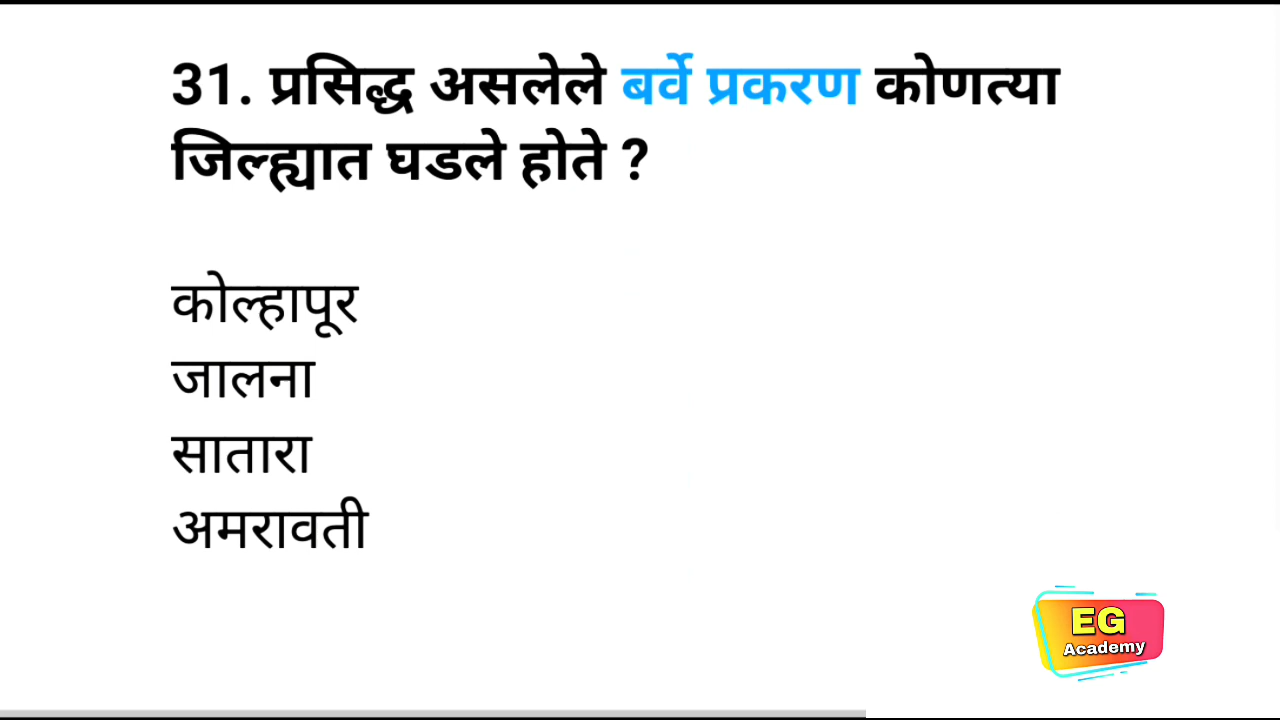 31. प्रसिद्ध असलेले बर्वे प्रकरण कोणत्या
जिल्ह्यात घडले होते ?
कोल्हापूर
जालना
सातारा
अमरावती
EG
Academy